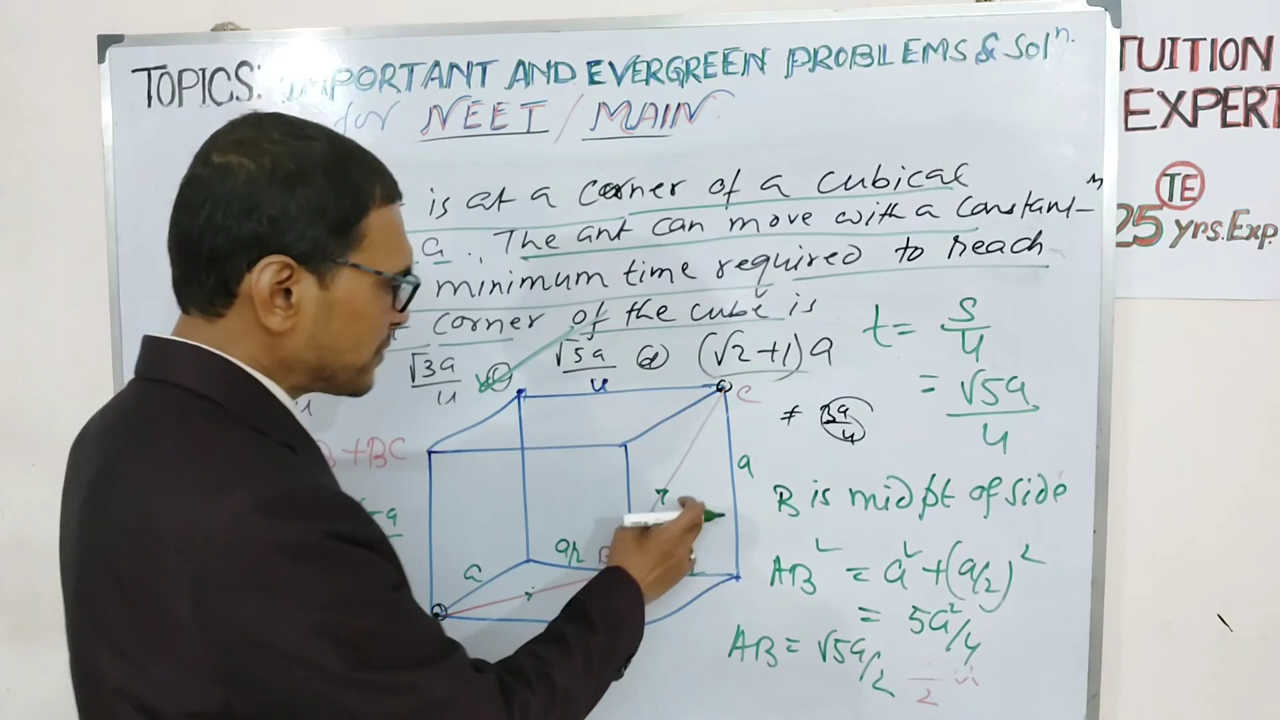 TOPICS: IMPORTANT AND EVERGREEN PROBLEMS & Solⁿ.
for NEET / MAIN
is at a corner of a cubical
a. The ant can move with a constant
minimum time required to reach
corner of the cube is
√3a/u √5a/u (d) (√2+1)a
u
≠ 3a/u
+BC
a
t = s/u
= √5a/u
C
a
B is mid pt of side
a
a/2
B
AB² = a² + (a/2)²
= 5a²/4
AB = √5a/2
2
TUITION
EXPERT
TE
25 yrs. Exp.